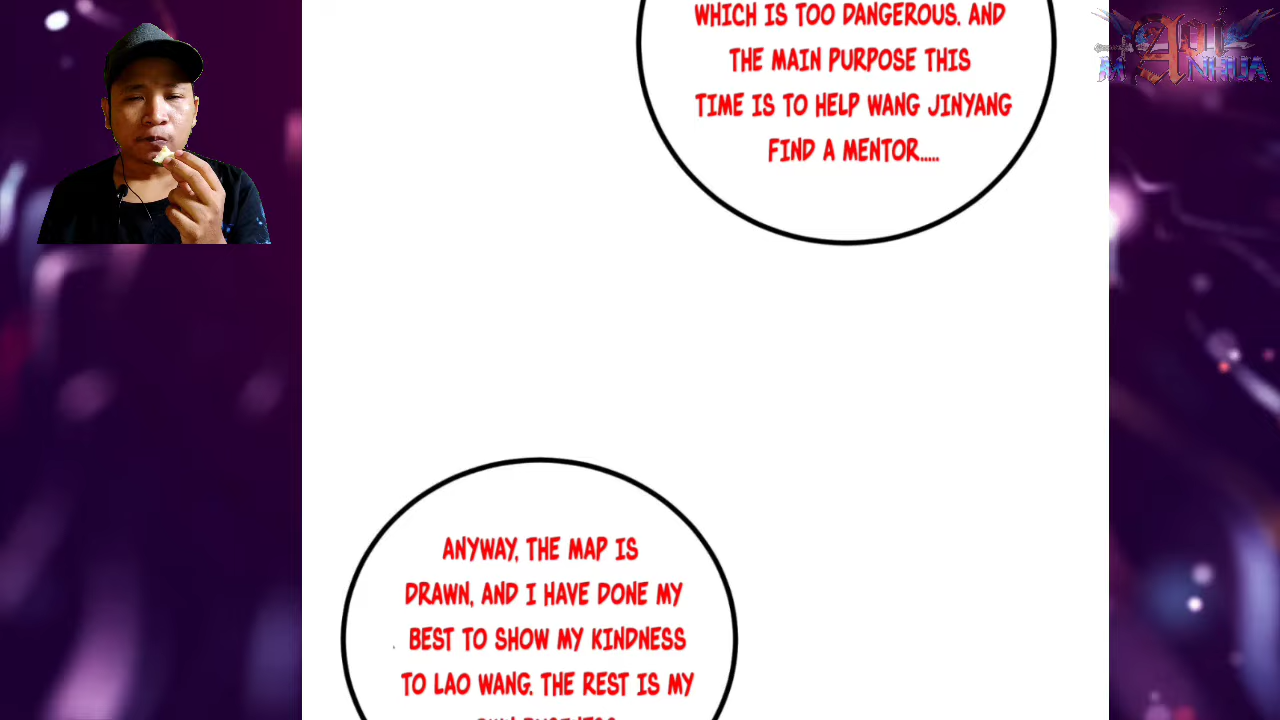 WHICH IS TOO DANGEROUS. AND
THE MAIN PURPOSE THIS
TIME IS TO HELP WANG JINYANG
FIND A MENTOR.....
ANYWAY, THE MAP IS
DRAWN, AND I HAVE DONE MY
BEST TO SHOW MY KINDNESS
TO LAO WANG. THE REST IS MY